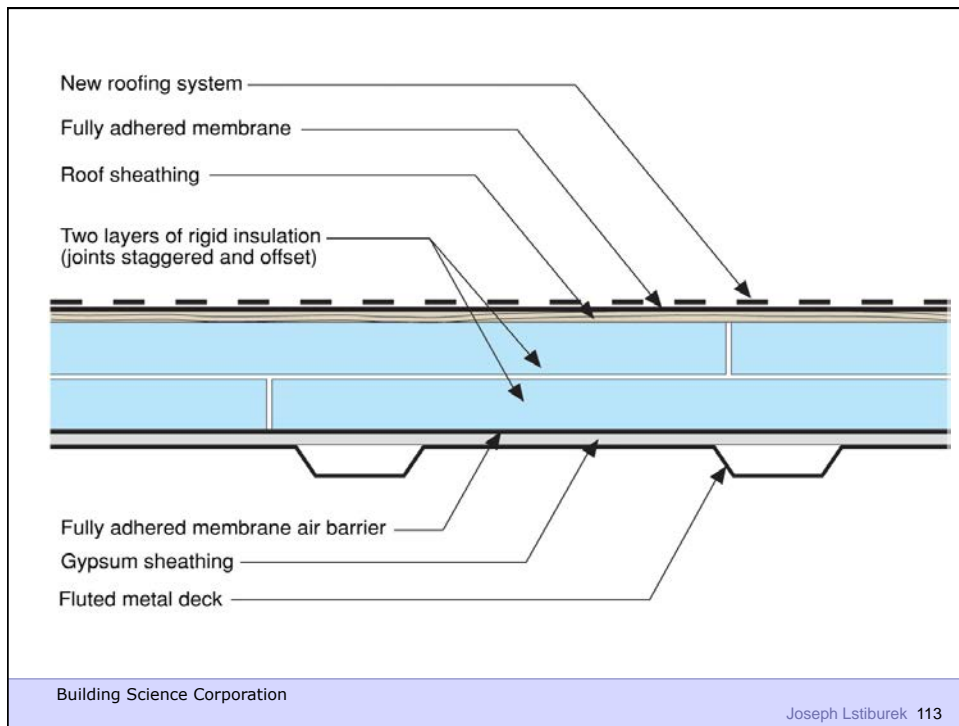 New roofing system
Fully adhered membrane
Roof sheathing
Two layers of rigid insulation
(joints staggered and offset)
Fully adhered membrane air barrier
Gypsum sheathing
Fluted metal deck
Building Science Corporation
Joseph Lstiburek 113